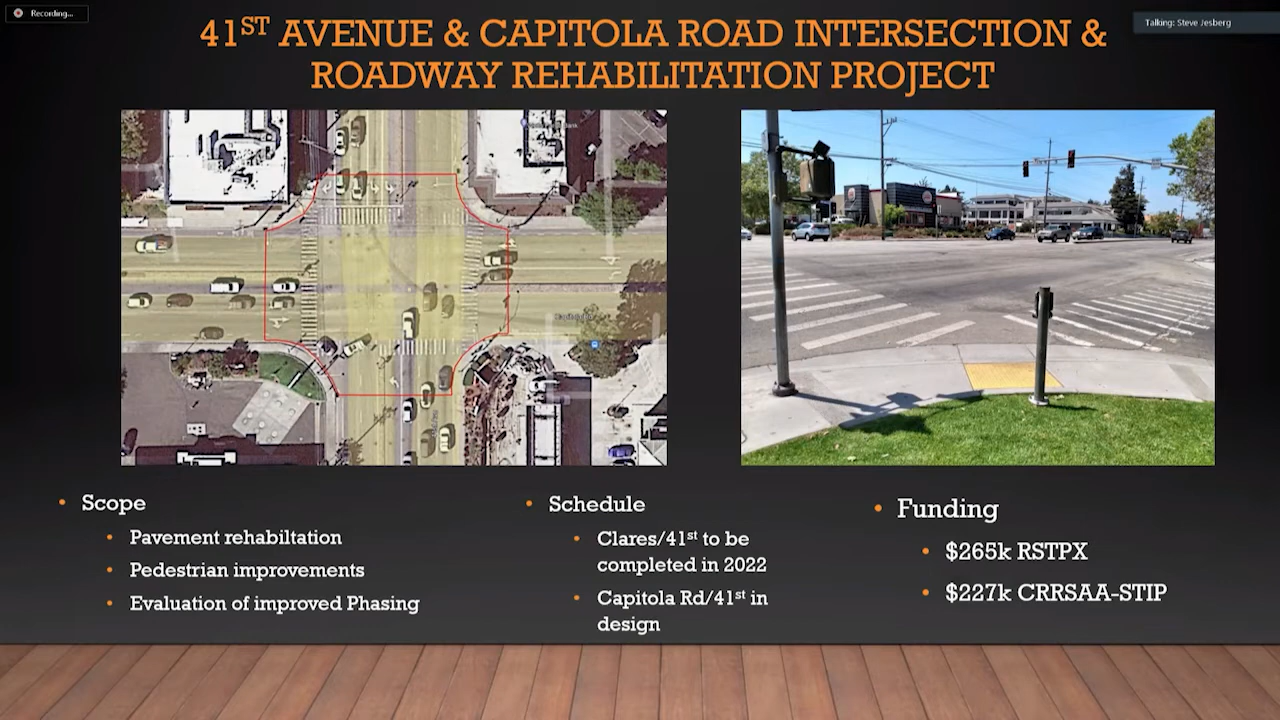 Recording...
Talking: Steve Jesberg
41ST AVENUE & CAPITOLA ROAD INTERSECTION &
ROADWAY REHABILITATION PROJECT
• Scope
• Pavement rehabiltation
• Pedestrian improvements
• Evaluation of improved Phasing
• Schedule
• Clares/41st to be
completed in 2022
• Capitola Rd/41st in
design
• Funding
• $265k RSTPX
• $227k CRRSAA-STIP